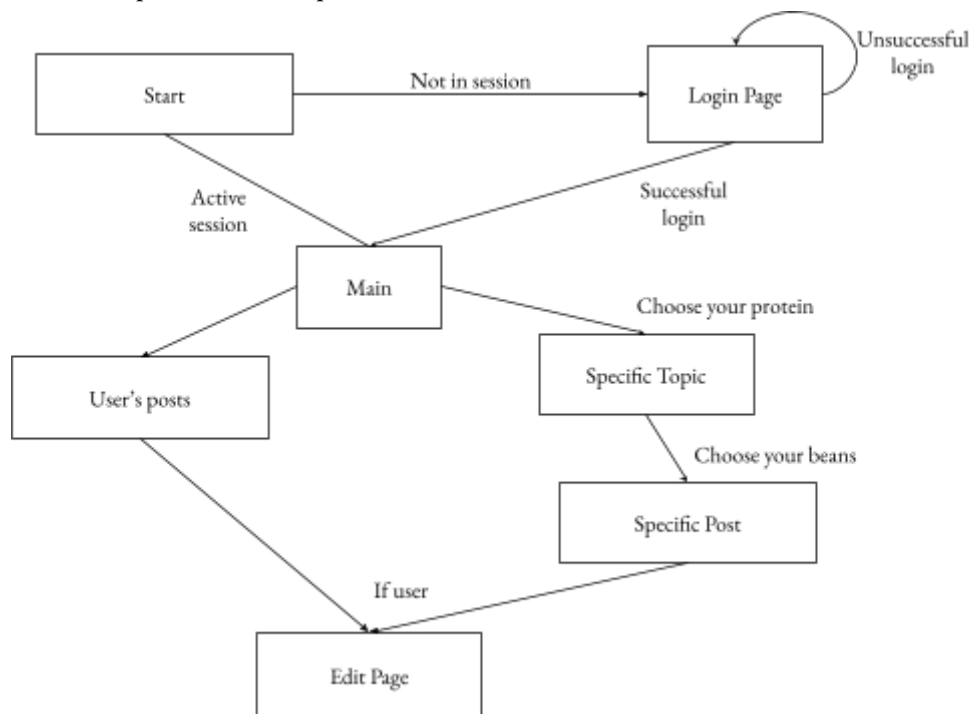 Unsuccessful
login
Start
Not in session
Login Page
Active
session
Successful
login
Main
Choose your protein
User's posts
Specific Topic
Choose your beans
Specific Post
If user
Edit Page